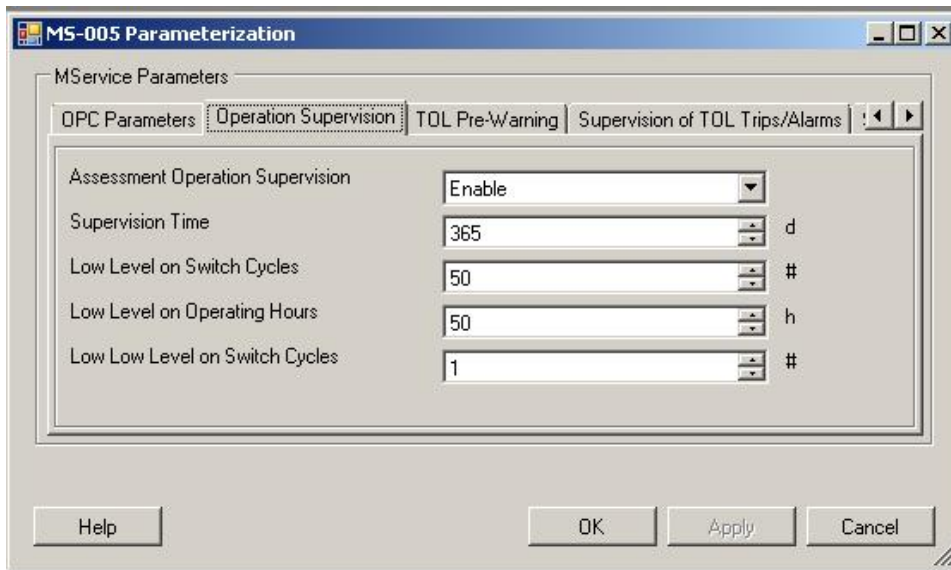 MS-005 Parameterization
MService Parameters
OPC Parameters Operation Supervision TOL Pre-Warning Supervision of TOL Trips/Alarms
Assessment Operation Supervision Enable
Supervision Time 365 d
Low Level on Switch Cycles 50 #
Low Level on Operating Hours 50 h
Low Low Level on Switch Cycles 1 #
Help OK Apply Cancel